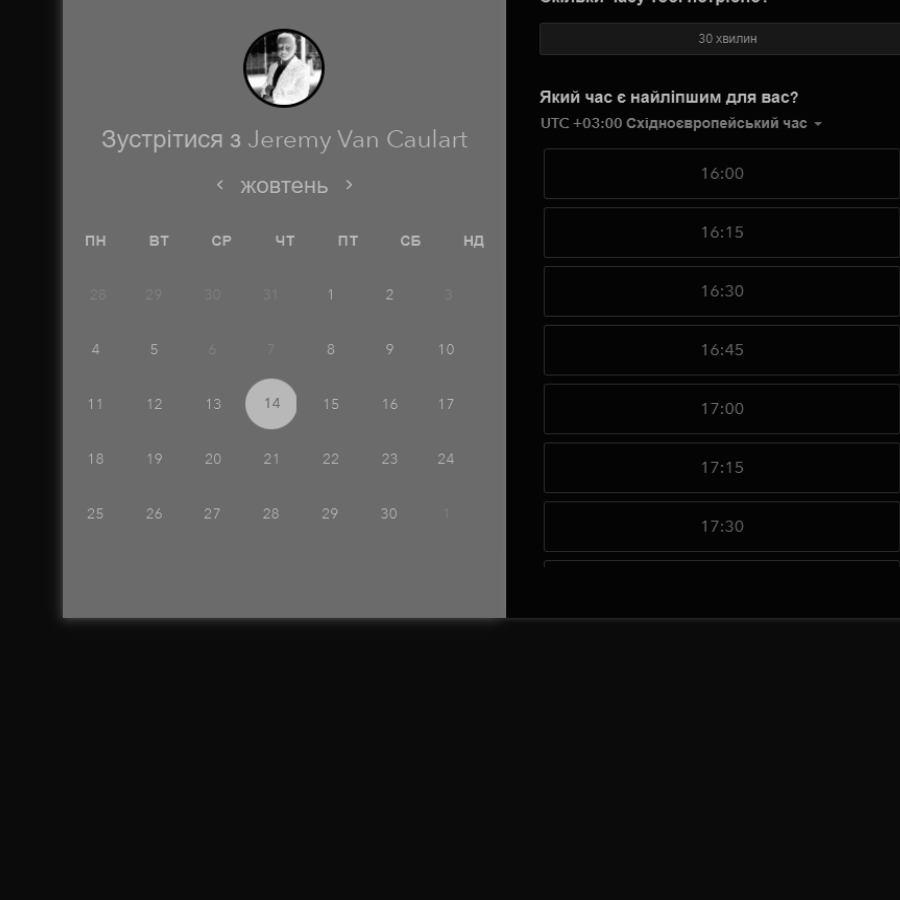 Зустрітися з Jeremy Van Caulart
жовтень
ПН ВТ СР ЧТ ПТ СБ НД
28 29 30 31 1 2 3
4 5 6 7 8 9 10
11 12 13 14 15 16 17
18 19 20 21 22 23 24
25 26 27 28 29 30 1
30 хвилин
Який час є найліпшим для вас?
UTC +03:00 Східноєвропейський час
16:00
16:15
16:30
16:45
17:00
17:15
17:30